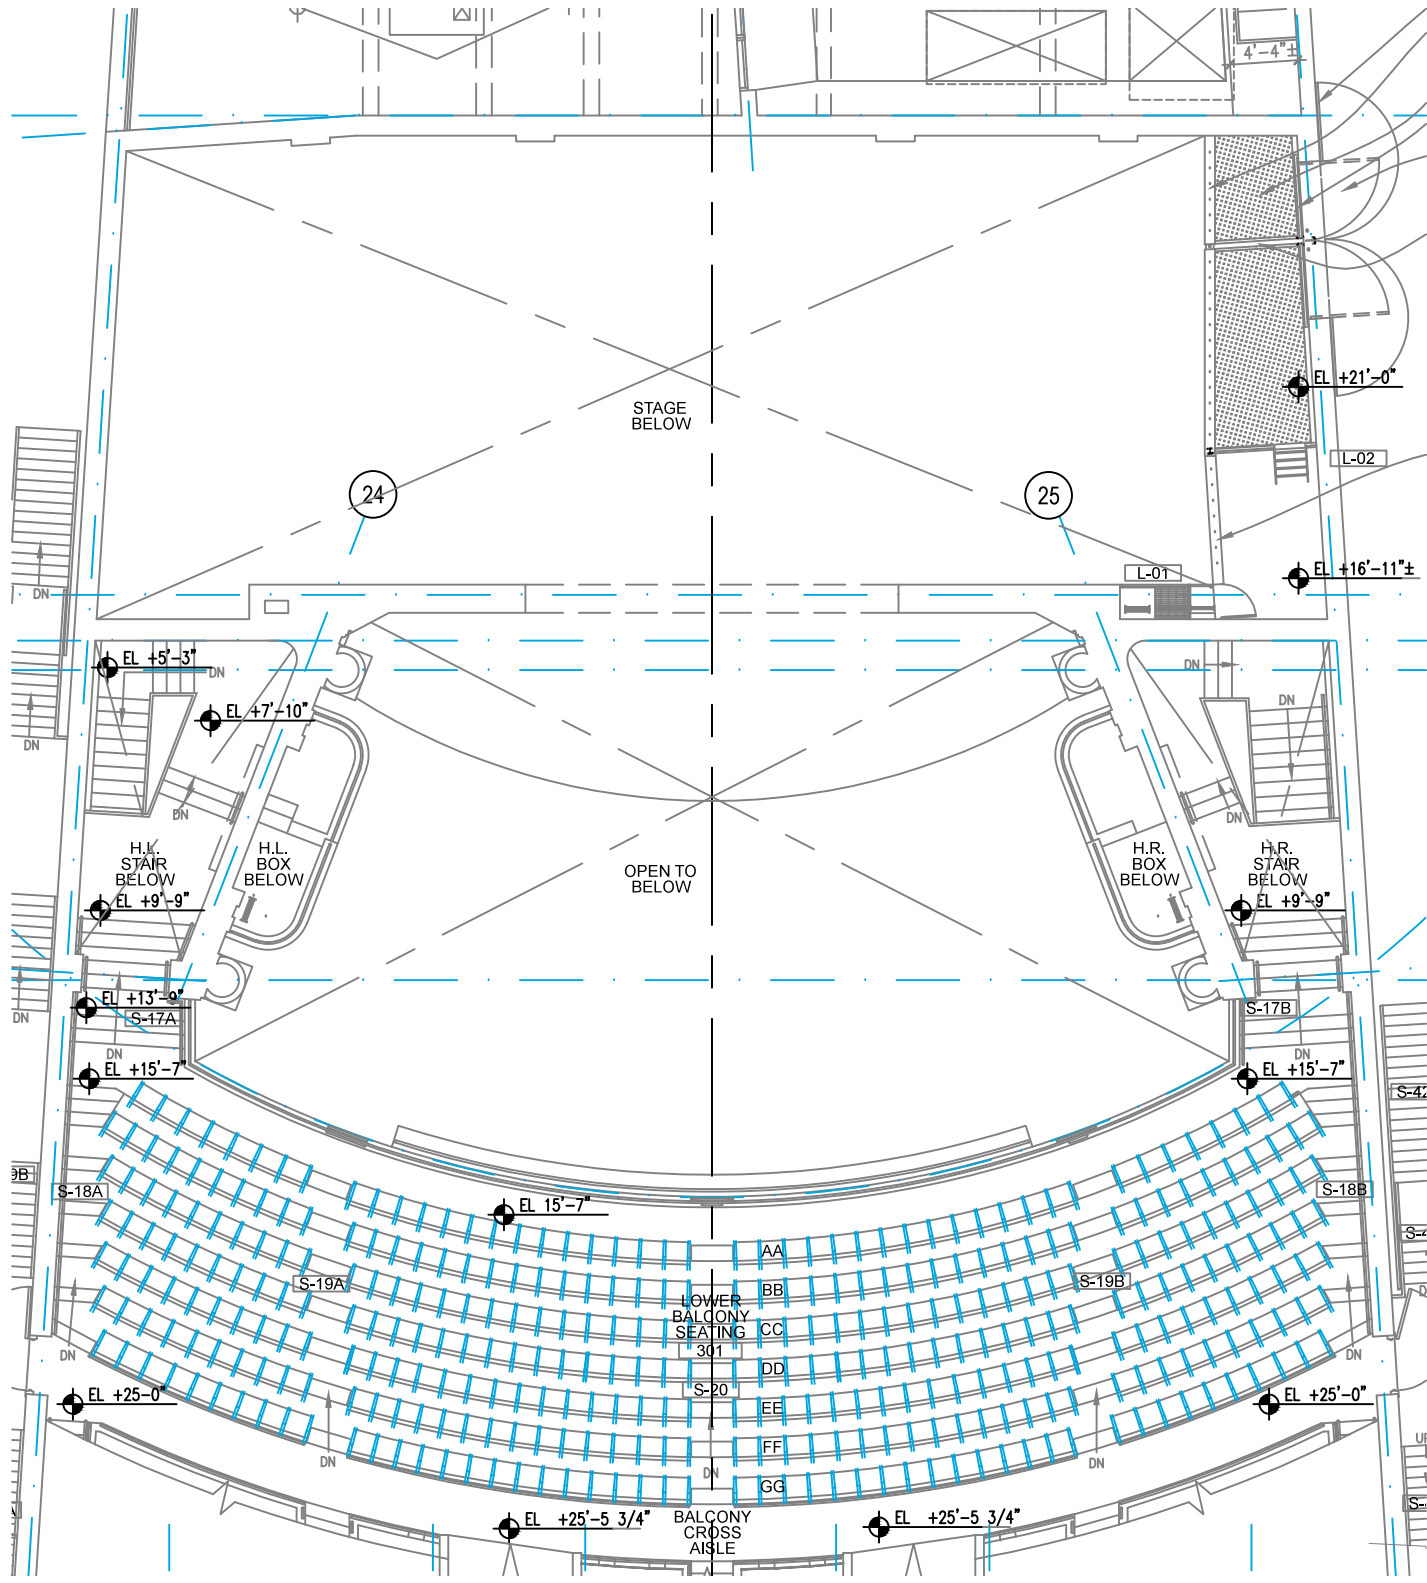 4'-4"±
EL +21'-0"
STAGE
BELOW
L-02
24
25
L-01
EL +16'-11"±
DN
EL +5'-3"
DN
DN
EL +7'-10"
DN
DN
DN
DN
H.L.
STAIR
BELOW
H.L.
BOX
BELOW
OPEN TO
BELOW
H.R.
BOX
BELOW
H.R.
STAIR
BELOW
EL +9'-9"
EL +9'-9"
EL +13'-9"
S-17A
S-17B
DN
DN
DN
EL +15'-7"
EL +15'-7"
S-42
9B
S-18A
S-18B
EL 15'-7"
AA
S-4
S-19A
BB
S-19B
LOWER
BALCONY
SEATING
CC
301
DN
DD
DN
S-20
EL +25-0"
EL +25'-0"
EE
FF
DN
DN
DN
GG
BALCONY
CROSS
AISLE
EL +25'-5 3/4"
EL +25'-5 3/4"